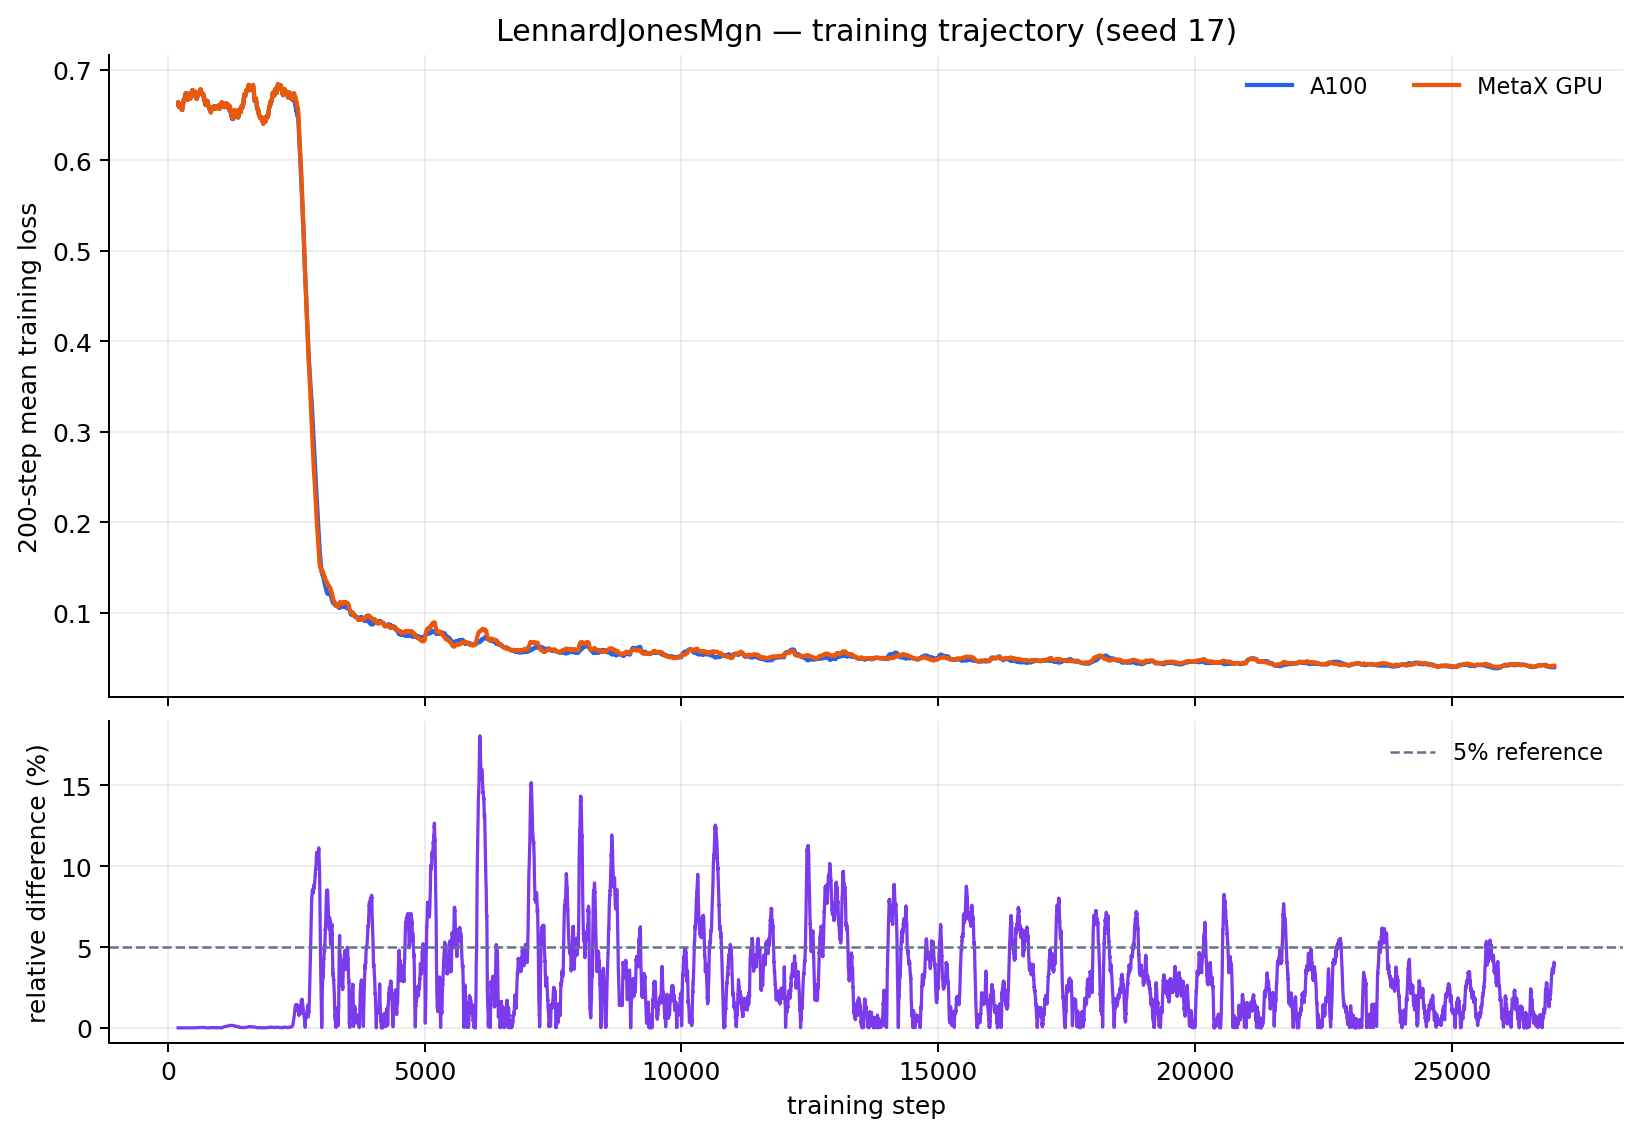 LennardJonesMgn — training trajectory (seed 17)
A100
MetaX GPU
200-step mean training loss
0.7
0.6
0.5
0.4
0.3
0.2
0.1
5% reference
relative difference (%)
15
10
5
0
0
5000
10000
15000
20000
25000
training step